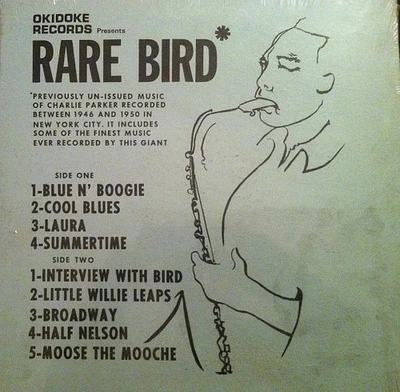 OKIDOKE
RECORDS Presents
RARE BIRD*
*PREVIOUSLY UN-ISSUED MUSIC
OF CHARLIE PARKER RECORDED
BETWEEN 1946 AND 1950 IN
NEW YORK CITY. IT INCLUDES
SOME OF THE FINEST MUSIC
EVER RECORDED BY THIS GIANT
SIDE ONE
1-BLUE N' BOOGIE
2-COOL BLUES
3-LAURA
4-SUMMERTIME
SIDE TWO
1-INTERVIEW WITH BIRD
2-LITTLE WILLIE LEAPS
3-BROADWAY
4-HALF NELSON
5-MOOSE THE MOOCHE